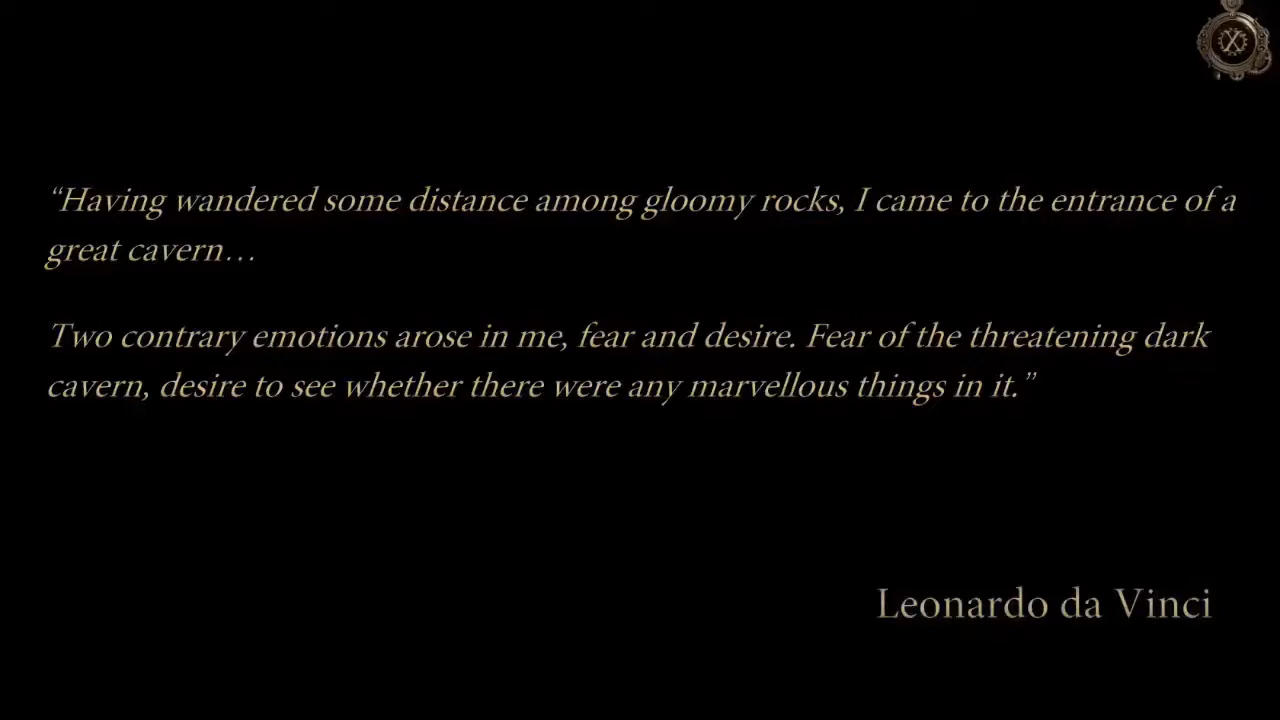 “Having wandered some distance among gloomy rocks, I came to the entrance of a
great cavern…
Two contrary emotions arose in me, fear and desire. Fear of the threatening dark
cavern, desire to see whether there were any marvellous things in it.”
Leonardo da Vinci